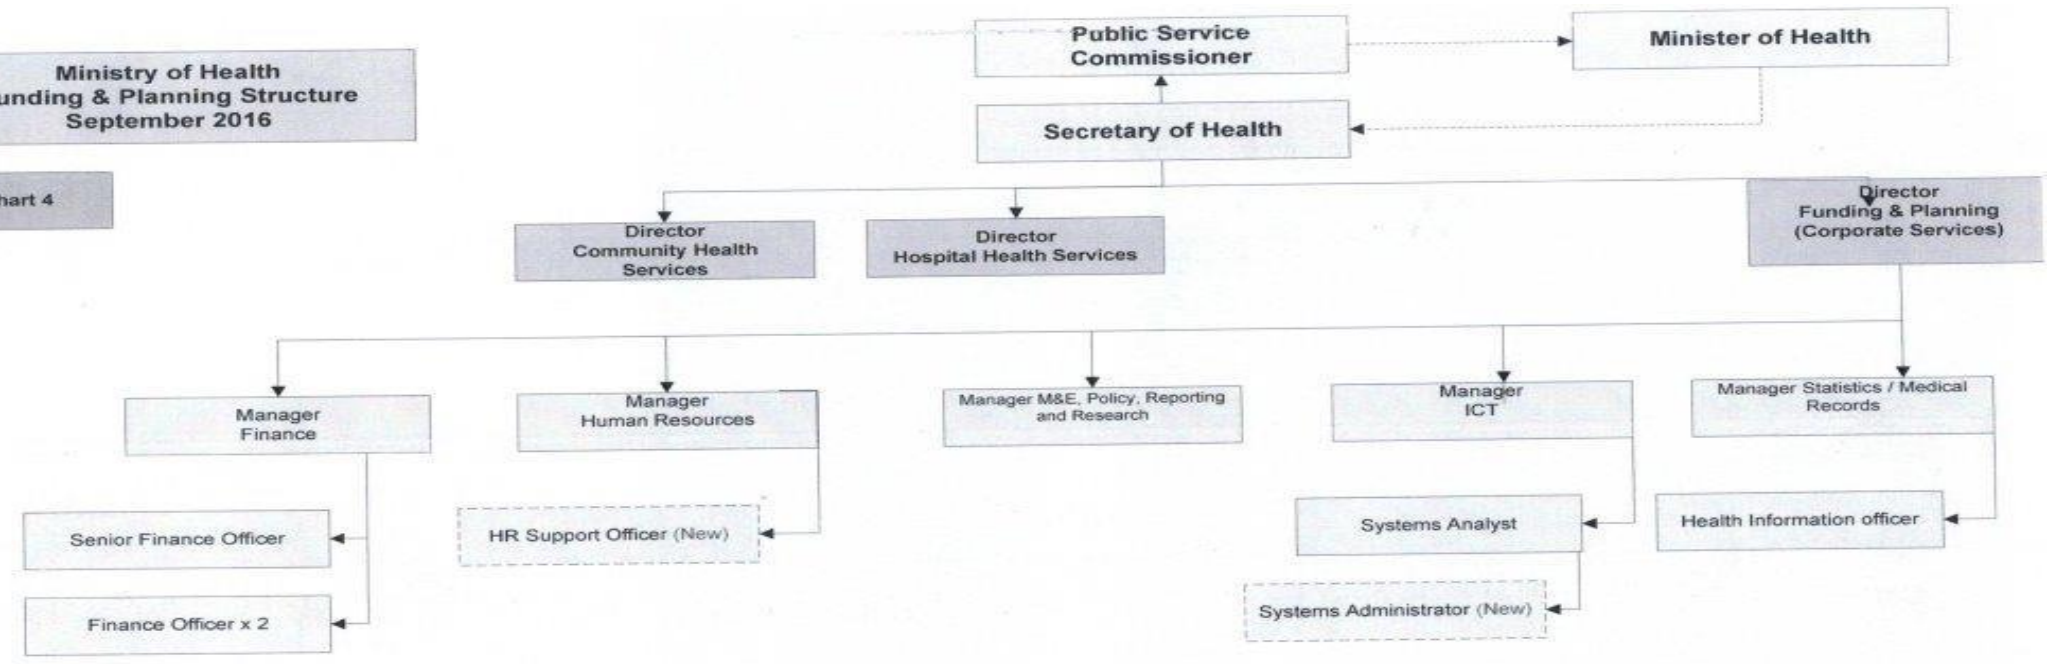 Public Service
Commissioner
Minister of Health
Ministry of Health
unding & Planning Structure
September 2016
Secretary of Health
hart 4
Director
Community Health
Services
Director
Hospital Health Services
Director
Funding & Planning
(Corporate Services)
Manager
Finance
Manager
Human Resources
Manager M&E, Policy, Reporting
and Research
Manager
ICT
Manager Statistics / Medical
Records
Senior Finance Officer
HR Support Officer (New)
Systems Analyst
Health Information officer
Finance Officer x 2
Systems Administrator (New)